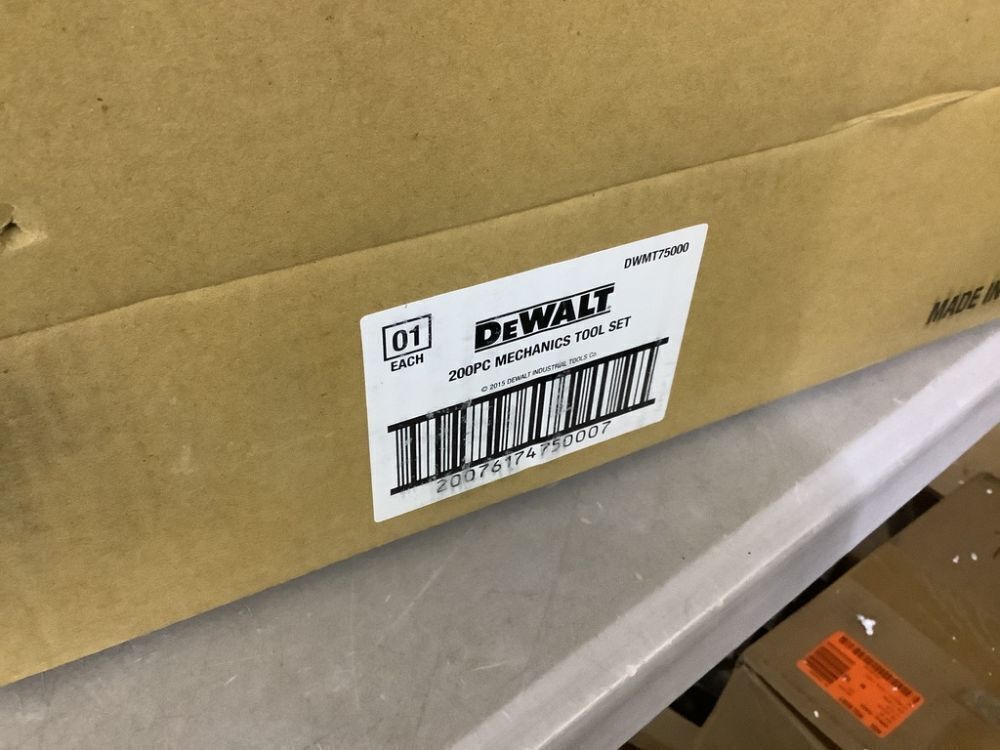 DWMT75000
01
EACH
DEWALT
200PC MECHANICS TOOL SET
© 2015 DEWALT INDUSTRIAL TOOLS Co
20076174750007
MADE IN